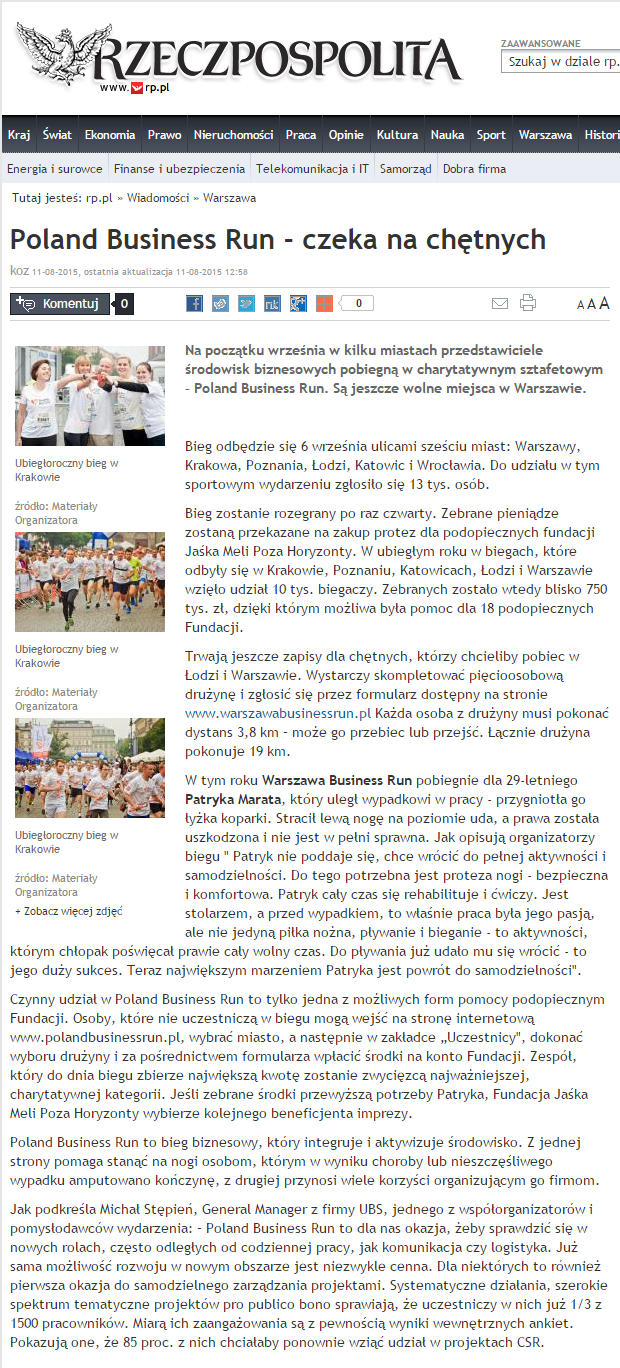 RZECZPOSPOLITA
www.rp.pl
ZAAWANSOWANE
Szukaj w dziale rp.
Kraj Świat Ekonomia Prawo Nieruchomości Praca Opinie Kultura Nauka Sport Warszawa Histori
Energia i surowce Finanse i ubezpieczenia Telekomunikacja i IT Samorząd Dobra firma
Tutaj jesteś: rp.pl » Wiadomości » Warszawa
Poland Business Run - czeka na chętnych
koz 11-08-2015, ostatnia aktualizacja 11-08-2015 12:58
Komentuj 0
0
A A A
Ubiegłoroczny bieg w
Krakowie
źródło: Materiały
Organizatora
Ubiegłoroczny bieg w
Krakowie
źródło: Materiały
Organizatora
Ubiegłoroczny bieg w
Krakowie
źródło: Materiały
Organizatora
+ Zobacz więcej zdjęć
Na początku września w kilku miastach przedstawiciele
środowisk biznesowych pobiegną w charytatywnym sztafetowym
– Poland Business Run. Są jeszcze wolne miejsca w Warszawie.
Bieg odbędzie się 6 września ulicami sześciu miast: Warszawy,
Krakowa, Poznania, Łodzi, Katowic i Wrocławia. Do udziału w tym
sportowym wydarzeniu zgłosiło się 13 tys. osób.
Bieg zostanie rozegrany po raz czwarty. Zebrane pieniądze
zostaną przekazane na zakup protez dla podopiecznych fundacji
Jaśka Meli Poza Horyzonty. W ubiegłym roku w biegach, które
odbyły się w Krakowie, Poznaniu, Katowicach, Łodzi i Warszawie
wzięło udział 10 tys. biegaczy. Zebranych zostało wtedy blisko 750
tys. zł, dzięki którym możliwa była pomoc dla 18 podopiecznych
Fundacji.
Trwają jeszcze zapisy dla chętnych, którzy chcieliby pobiec w
Łodzi i Warszawie. Wystarczy skompletować pięcioosobową
drużynę i zgłosić się przez formularz dostępny na stronie
www.warszawabusinessrun.pl Każda osoba z drużyny musi pokonać
dystans 3,8 km – może go przebiec lub przejść. Łącznie drużyna
pokonuje 19 km.
W tym roku Warszawa Business Run pobiegnie dla 29-letniego
Patryka Marata, który uległ wypadkowi w pracy - przygniotła go
łyżka koparki. Stracił lewą nogę na poziomie uda, a prawa została
uszkodzona i nie jest w pełni sprawna. Jak opisują organizatorzy
biegu " Patryk nie poddaje się, chce wrócić do pełnej aktywności i
samodzielności. Do tego potrzebna jest proteza nogi - bezpieczna
i komfortowa. Patryk cały czas się rehabilituje i ćwiczy. Jest
stolarzem, a przed wypadkiem, to właśnie praca była jego pasją,
ale nie jedyną piłka nożna, pływanie i bieganie - to aktywności,
którym chłopak poświęcał prawie cały wolny czas. Do pływania już udało mu się wrócić - to
jego duży sukces. Teraz największym marzeniem Patryka jest powrót do samodzielności".
Czynny udział w Poland Business Run to tylko jedna z możliwych form pomocy podopiecznym
Fundacji. Osoby, które nie uczestniczą w biegu mogą wejść na stronę internetową
www.polandbusinessrun.pl, wybrać miasto, a następnie w zakładce „Uczestnicy", dokonać
wyboru drużyny i za pośrednictwem formularza wpłacić środki na konto Fundacji. Zespół,
który do dnia biegu zbierze największą kwotę zostanie zwycięzcą najważniejszej,
charytatywnej kategorii. Jeśli zebrane środki przewyższą potrzeby Patryka, Fundacja Jaśka
Meli Poza Horyzonty wybierze kolejnego beneficjenta imprezy.
Poland Business Run to bieg biznesowy, który integruje i aktywizuje środowisko. Z jednej
strony pomaga stanąć na nogi osobom, którym w wyniku choroby lub nieszczęśliwego
wypadku amputowano kończynę, z drugiej przynosi wiele korzyści organizującym go firmom.
Jak podkreśla Michał Stępień, General Manager z firmy UBS, jednego z współorganizatorów i
pomysłodawców wydarzenia: – Poland Business Run to dla nas okazja, żeby sprawdzić się w
nowych rolach, często odległych od codziennej pracy, jak komunikacja czy logistyka. Już
sama możliwość rozwoju w nowym obszarze jest niezwykle cenna. Dla niektórych to również
pierwsza okazja do samodzielnego zarządzania projektami. Systematyczne działania, szerokie
spektrum tematyczne projektów pro publico bono sprawiają, że uczestniczy w nich już 1/3 z
1500 pracowników. Miarą ich zaangażowania są z pewnością wyniki wewnętrznych ankiet.
Pokazują one, że 85 proc. z nich chciałaby ponownie wziąć udział w projektach CSR.